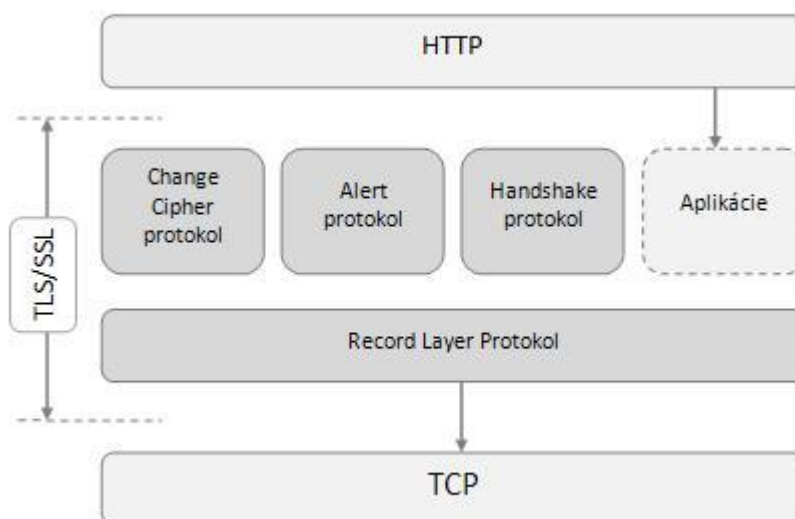 HTTP
Change
Cipher
protokol
Alert
protokol
Handshake
protokol
Aplikácie
TLS/SSL
Record Layer Protokol
TCP